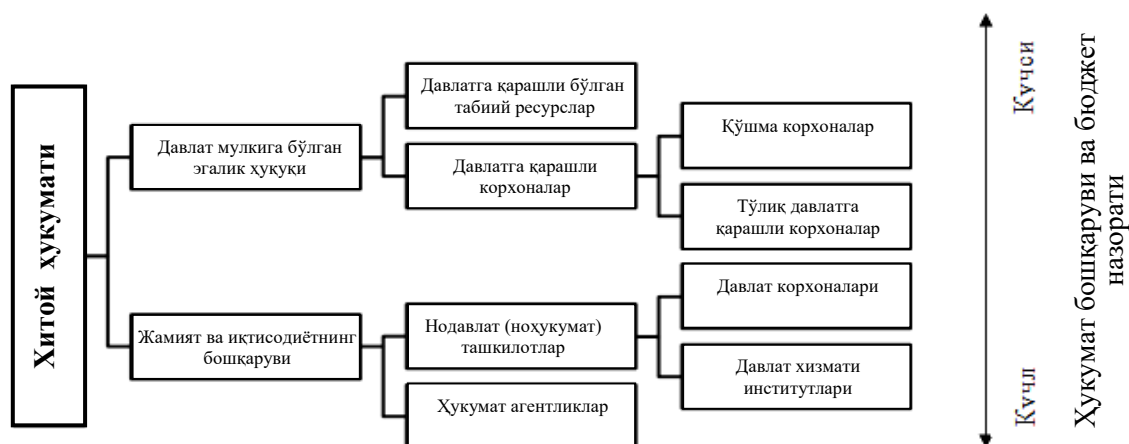 Хитой ҳукумати
Давлат мулкига бўлган
эгалик ҳуқуқи
Жамият ва иқтисодиётнинг
бошқаруви
Давлатга қарашли бўлган
табиий ресурслар
Давлатга қарашли
корхоналар
Нодавлат (ноҳукумат)
ташкилотлар
Ҳукумат агентликлар
Қўшма корхоналар
Тўлиқ давлатга
қарашли корхоналар
Давлат корхоналари
Давлат хизмати
институтлари
Кучси
Кучл
Ҳукумат бошқаруви ва бюджет
назорати